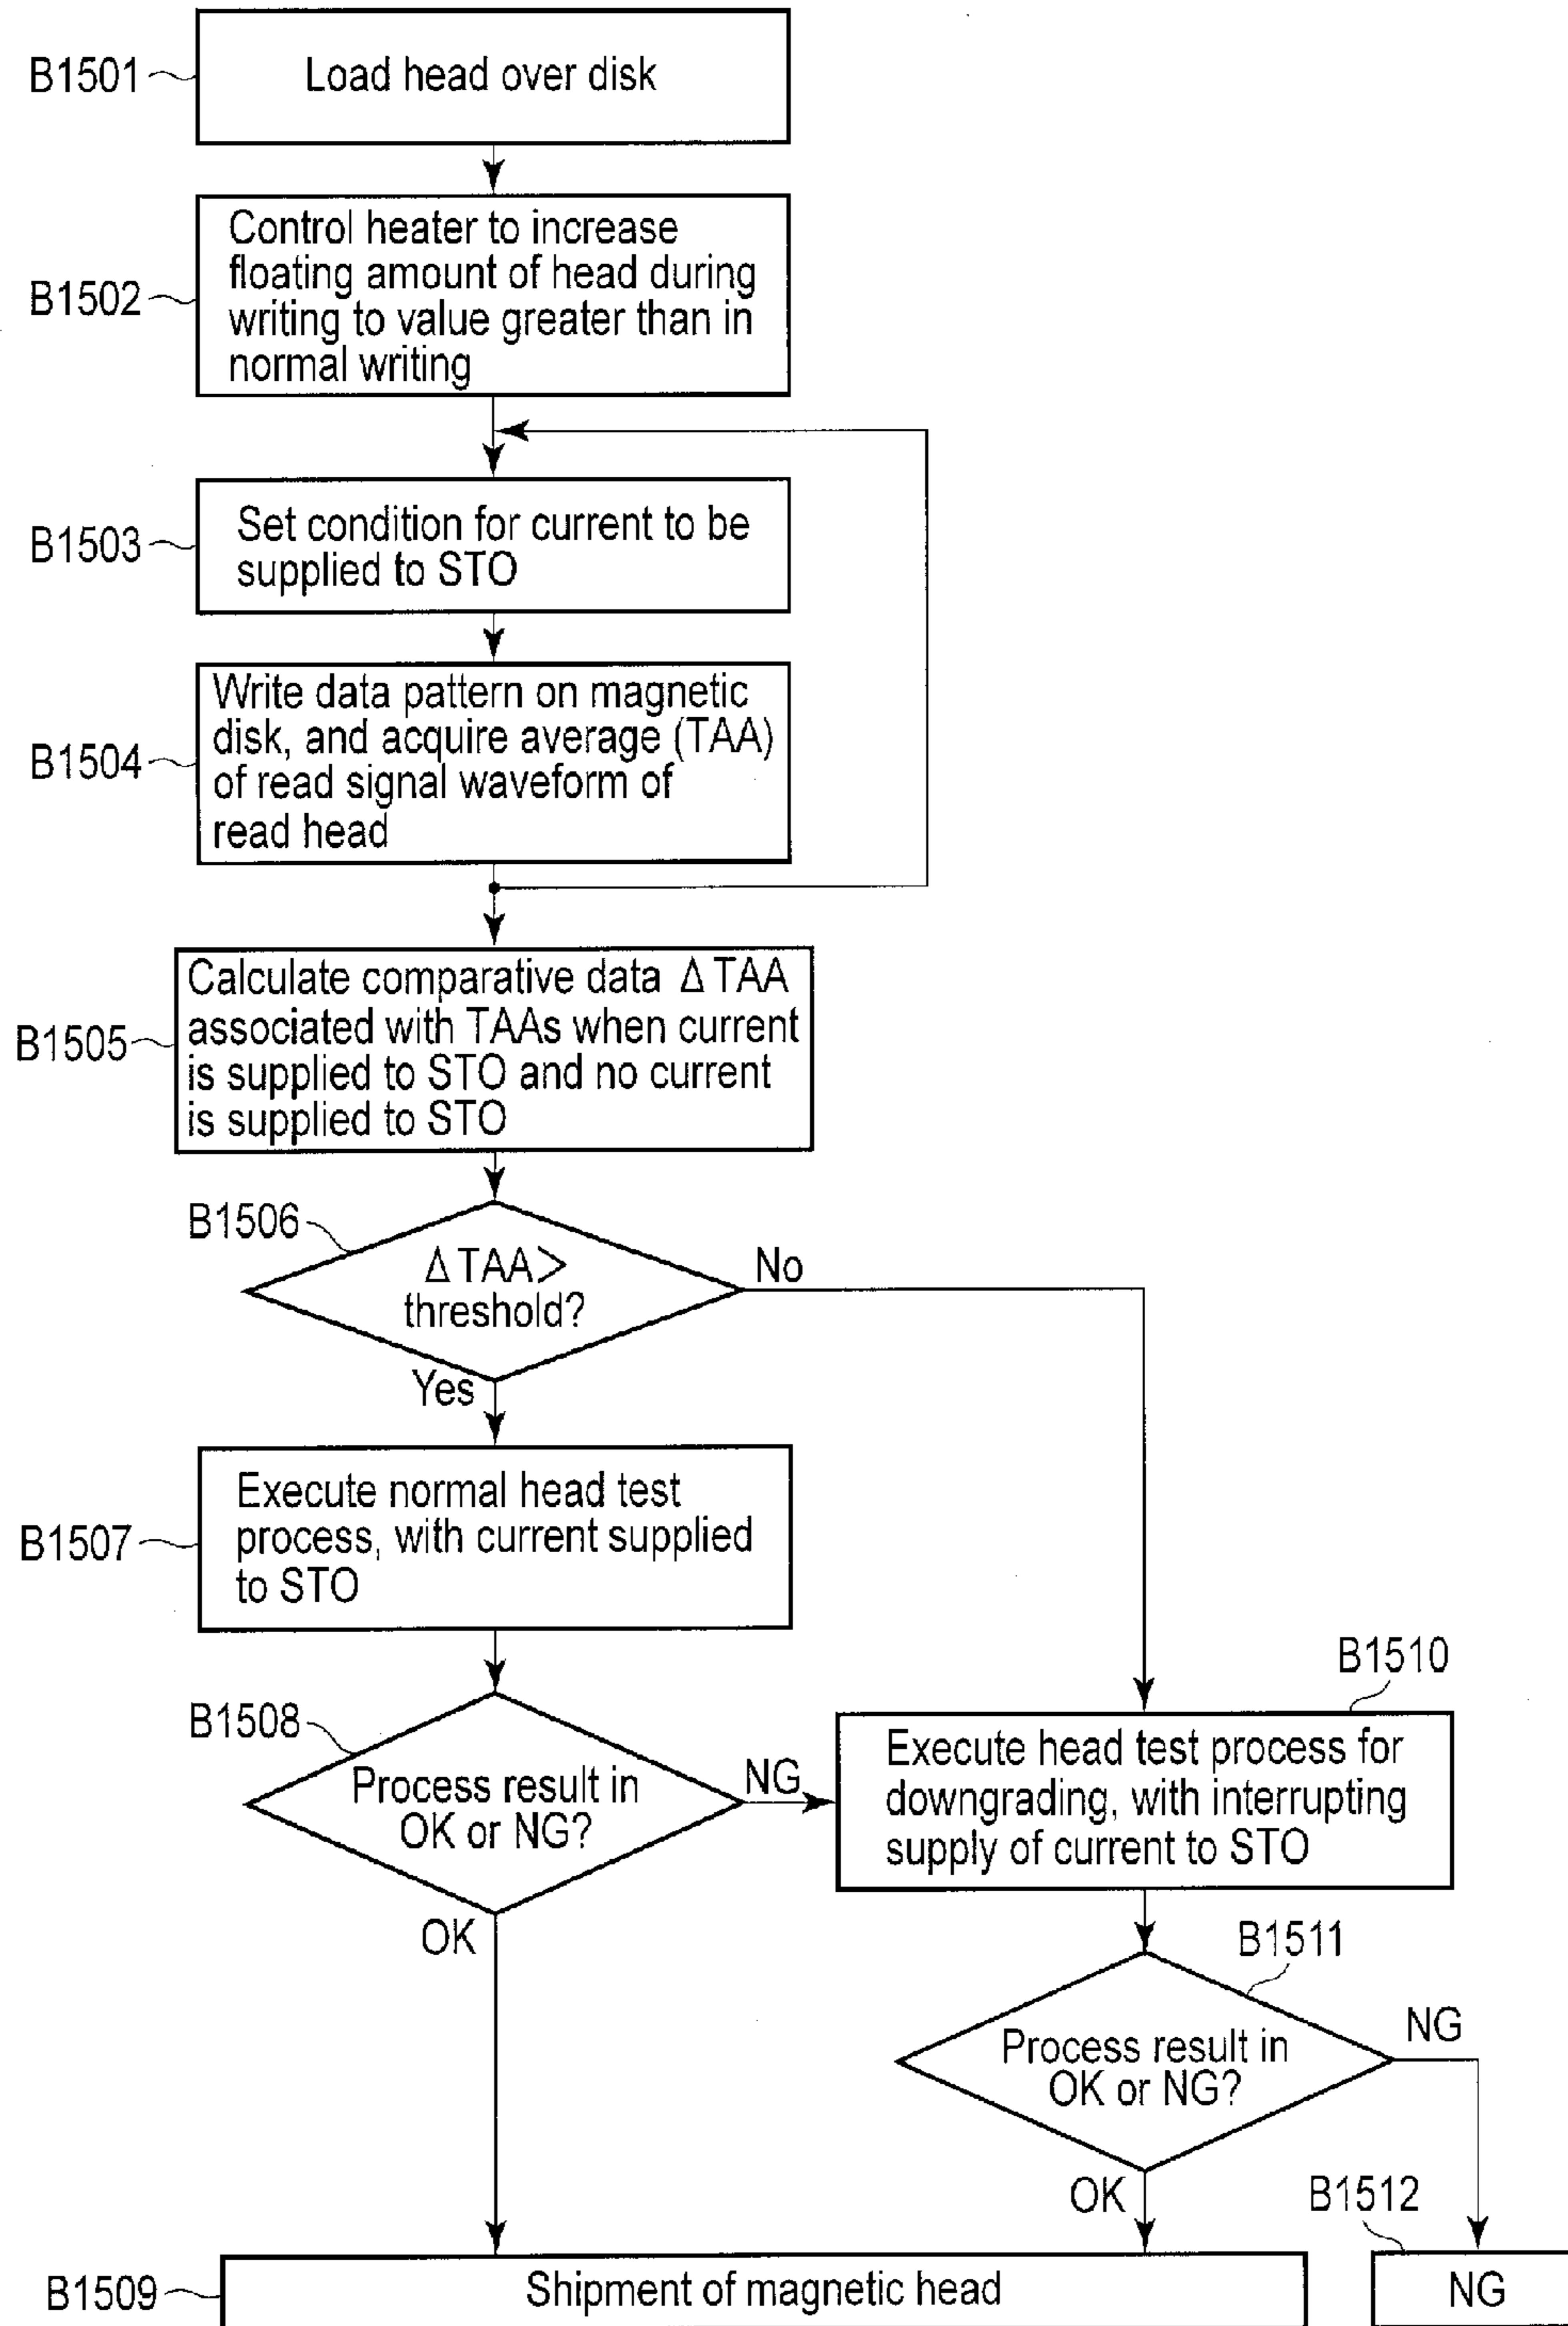 B1501
Load head over disk
B1502
Control heater to increase
floating amount of head during
writing to value greater than in
normal writing
B1503
Set condition for current to be
supplied to STO
B1504
Write data pattern on magnetic
disk, and acquire average (TAA)
of read signal waveform of
read head
B1505
Calculate comparative data Δ TAA
associated with TAAs when current
is supplied to STO and no current
is supplied to STO
B1506
Δ TAA>
threshold?
No
Yes
B1507
Execute normal head test
process, with current supplied
to STO
B1508
Process result in
OK or NG?
NG
OK
B1510
Execute head test process for
downgrading, with interrupting
supply of current to STO
B1511
Process result in
OK or NG?
NG
OK
B1512
NG
B1509
Shipment of magnetic head